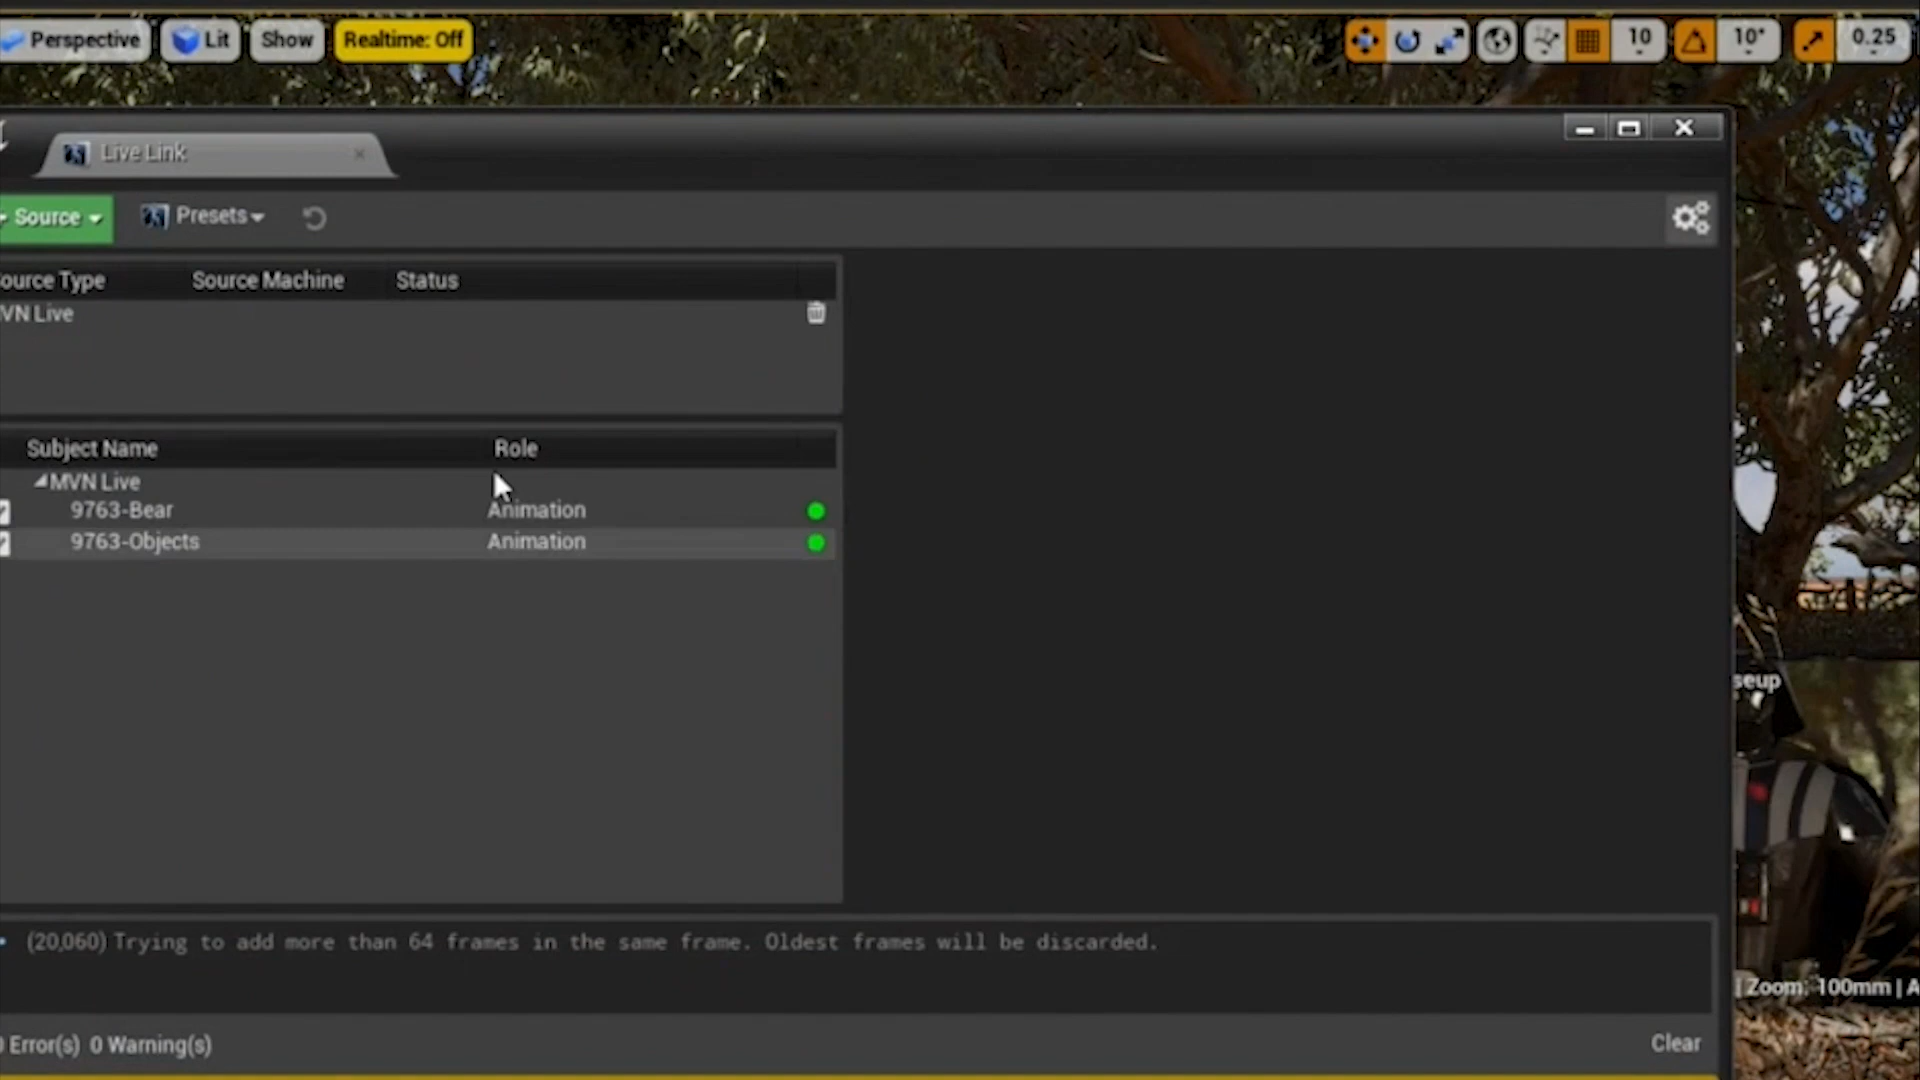 Perspective Lit Show Realtime: Off 10 10° 0.25
Live Link
Source Presets
ource Type Source Machine Status
VN Live
Subject Name Role
MVN Live
9763-Bear Animation
9763-Objects Animation
seup
(20,060) Trying to add more than 64 frames in the same frame. Oldest frames will be discarded.
| Zoom: 100mm | A
0 Error(s) 0 Warning(s) Clear